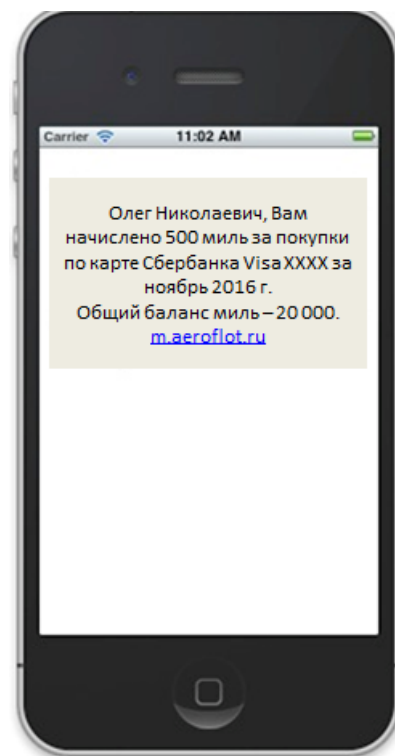 Carrier 11:02 AM
Олег Николаевич, Вам
начислено 500 миль за покупки
по карте Сбербанка Visa XXXX за
ноябрь 2016 г.
Общий баланс миль – 20 000.
m.aeroflot.ru